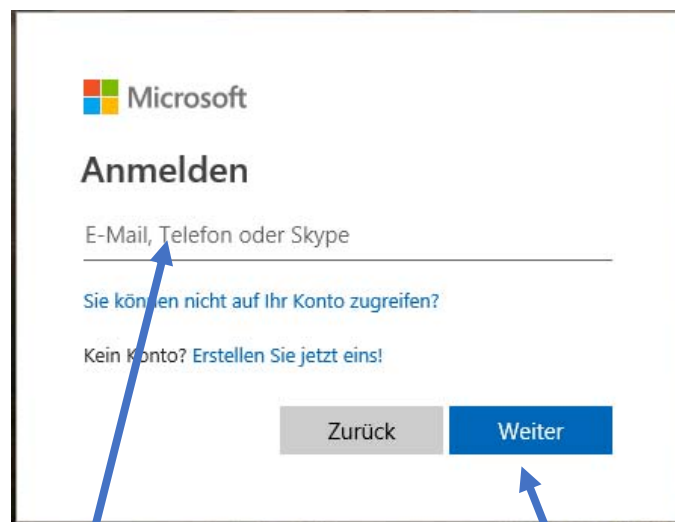 Microsoft
Anmelden
E-Mail, Telefon oder Skype
Sie können nicht auf Ihr Konto zugreifen?
Kein Konto? Erstellen Sie jetzt eins!
Zurück Weiter